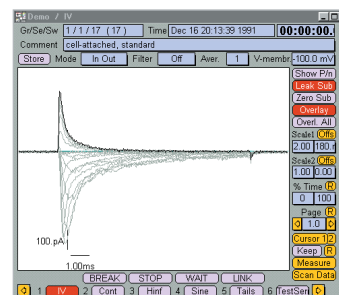 Demo / IV
Gr/Se/Sw 1 / 1 / 17 ( 17 ) Time Dec 16 20:13:39 1991 00:00:00.
Comment cell-attached, standard
Store Mode In Out Filter Off Aver. 1 V-membr. -100.0 mV
Show P/n
Leak Sub
Zero Sub
Overlay
Overl. All
Scale1 Offs
2.00 180.
Scale2 Offs
1.00 0.00
% Time R
0 100
Page R
1.0
Cursor 1 2
Keep R
Measure
Scan Data
100.pA
1.00ms
BREAK STOP WAIT LINK
1 IV 2 Cont 3 Hinf 4 Sine 5 Tails 6 TestSeri